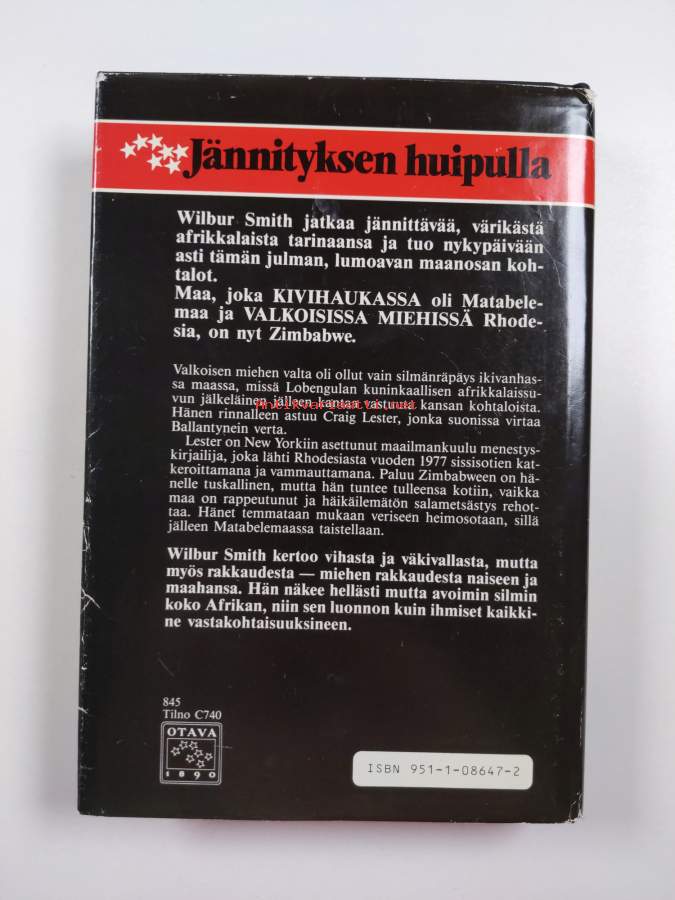 Jännityksen huipulla
Wilbur Smith jatkaa jännittävää, värikästä
afrikkalaista tarinaansa ja tuo nykypäivään
asti tämän julman, lumoavan maanosan koh-
talot.
Maa, joka KIVIHAUKASSA oli Matabele-
maa ja VALKOISISSA MIEHISSÄ Rhode-
sia, on nyt Zimbabwe.
Valkoisen miehen valta oli ollut vain silmänräpäys ikivanhas-
sa maassa, missä Lobengulan kuninkaallisen afrikkalaissu-
vun jälkeläinen jälleen kantaa vastuuta kansan kohtaloista.
Hänen rinnalleen astuu Craig Lester, jonka suonissa virtaa
Ballantynein verta.
Lester on New Yorkiin asettunut maailmankuulu menestys-
kirjailija, joka lähti Rhodesiasta vuoden 1977 sissisotien kat-
keroittamana ja vammauttamana. Paluu Zimbabween on hä-
nelle tuskallinen, mutta hän tuntee tulleensa kotiin, vaikka
maa on rappeutunut ja häikäilemätön salametsästys rehot-
taa. Hänet temmataan mukaan veriseen heimosotaan, sillä
jälleen Matabelemaassa taistellaan.
Wilbur Smith kertoo vihasta ja väkivallasta, mutta
myös rakkaudesta — miehen rakkaudesta naiseen ja
maahansa. Hän näkee hellästi mutta avoimin silmin
koko Afrikan, niin sen luonnon kuin ihmiset kaikki-
ne vastakohtaisuuksineen.
845
Tilno C740
OTAVA
1890
ISBN 951-1-08647-2